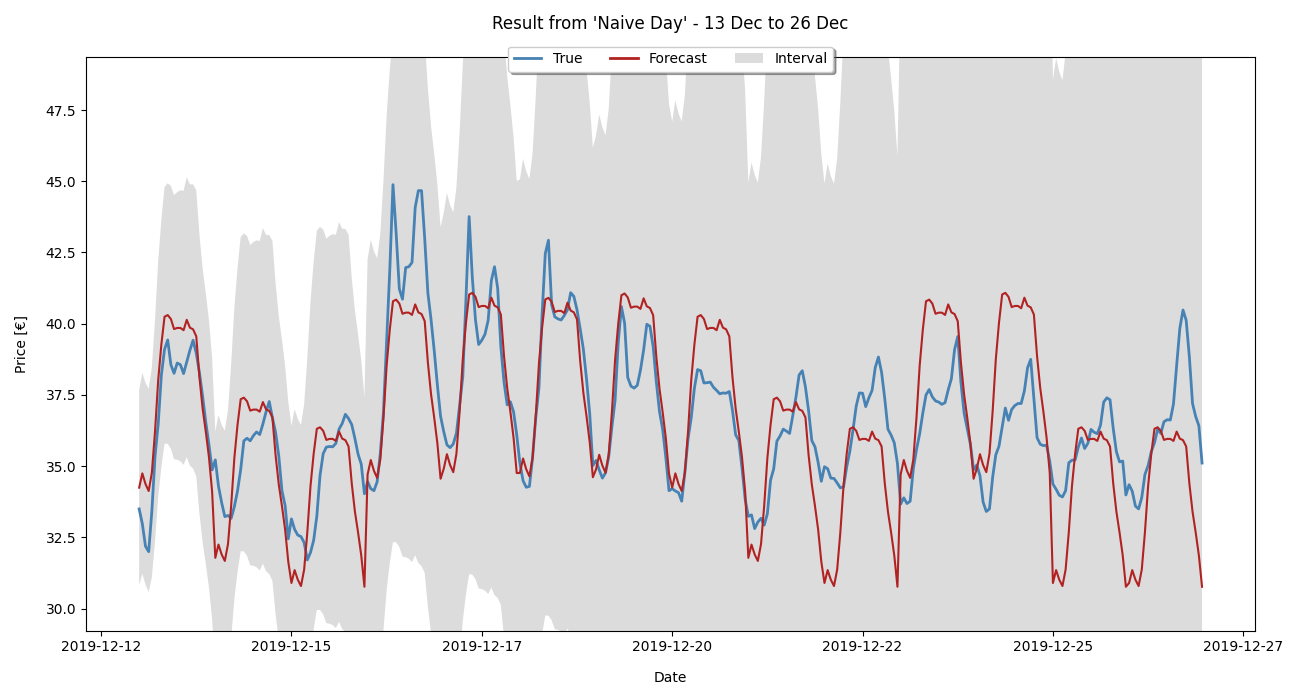 Result from 'Naive Day' - 13 Dec to 26 Dec
True Forecast Interval
47.5
45.0
42.5
40.0
37.5
35.0
32.5
30.0
Price [€]
2019-12-12 2019-12-15 2019-12-17 2019-12-20 2019-12-22 2019-12-25 2019-12-27
Date